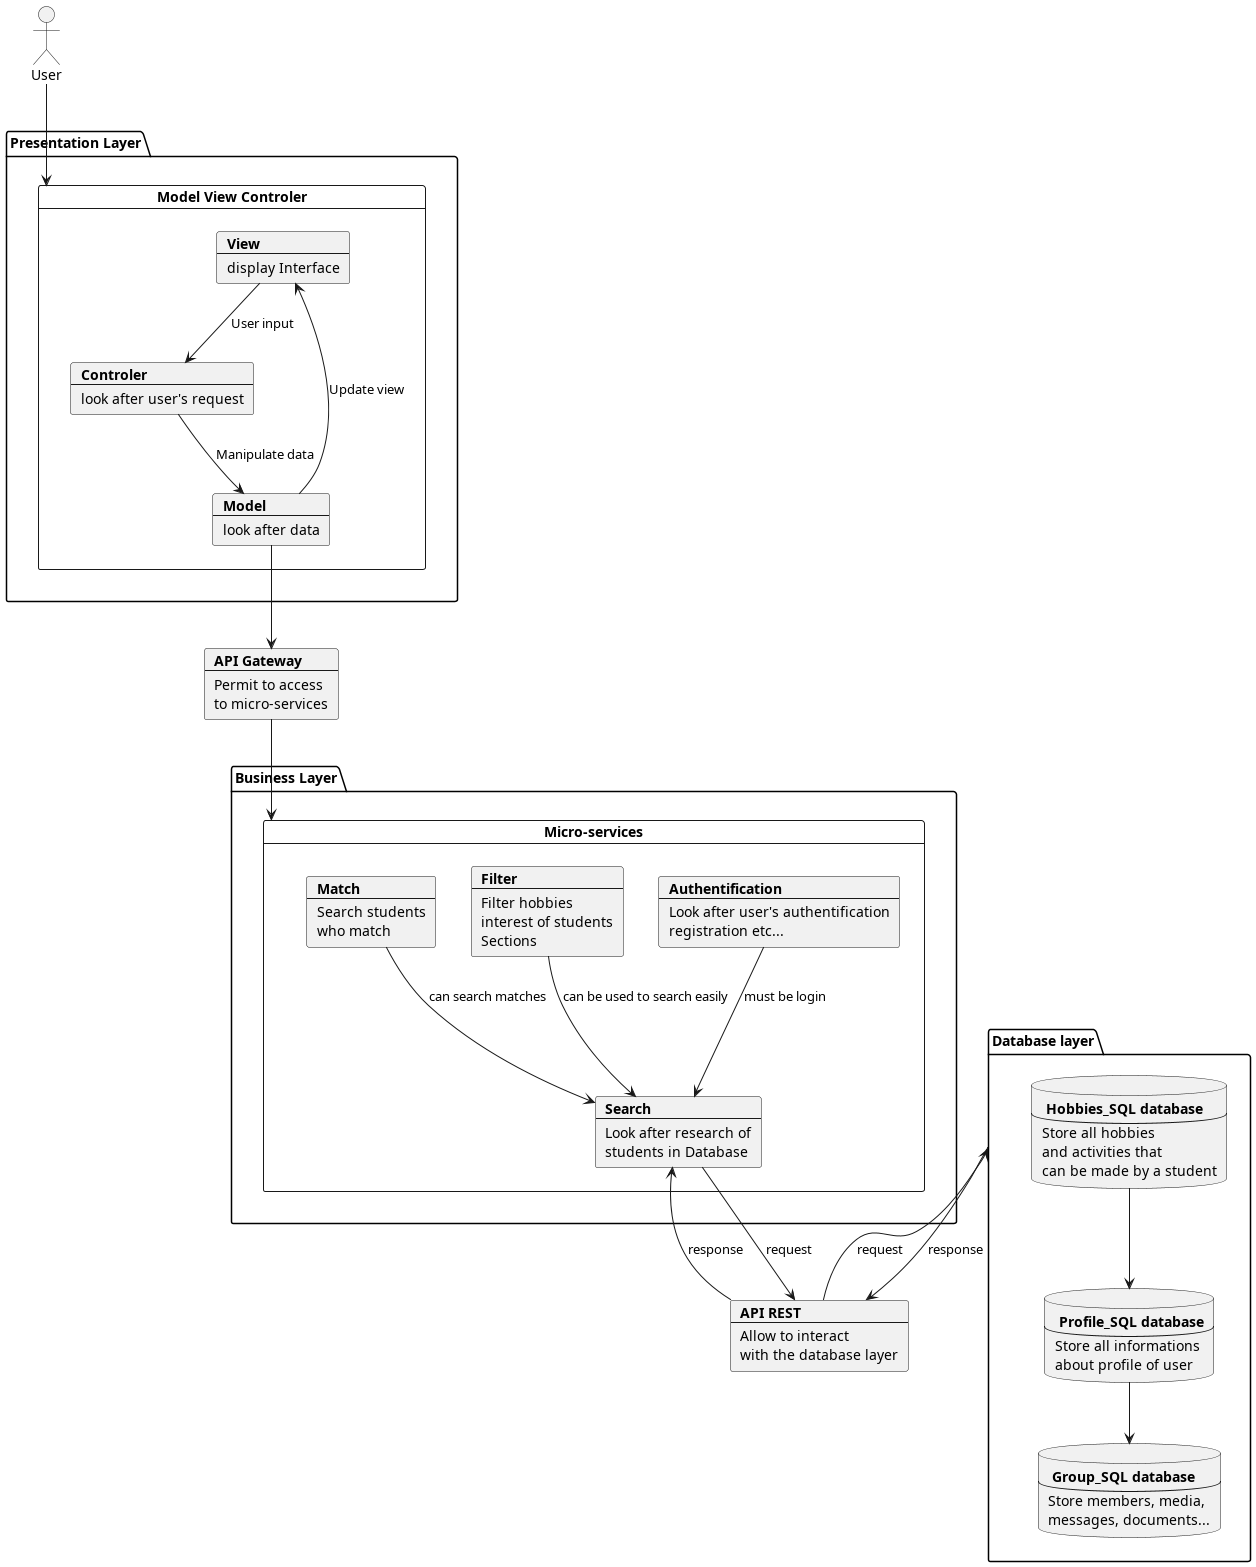 User
Presentation Layer
Model View Controler
View
display Interface
User input
Controler
look after user's request
Update view
Manipulate data
Model
look after data
API Gateway
Permit to access
to micro-services
Business Layer
Micro-services
Match
Search students
who match
Filter
Filter hobbies
interest of students
Sections
Authentification
Look after user's authentification
registration etc...
can search matches
can be used to search easily
must be login
Search
Look after research of
students in Database
response
request
request
response
API REST
Allow to interact
with the database layer
Database layer
Hobbies_SQL database
Store all hobbies
and activities that
can be made by a student
Profile_SQL database
Store all informations
about profile of user
Group_SQL database
Store members, media,
messages, documents...